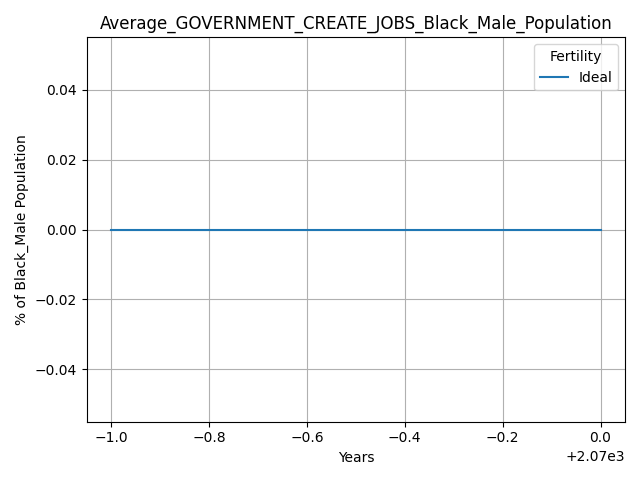 Average_GOVERNMENT_CREATE_JOBS_Black_Male_Population
Fertility
Ideal
% of Black_Male Population
0.04
0.02
0.00
−0.02
−0.04
−1.0 −0.8 −0.6 −0.4 −0.2 0.0
Years
+2.07e3